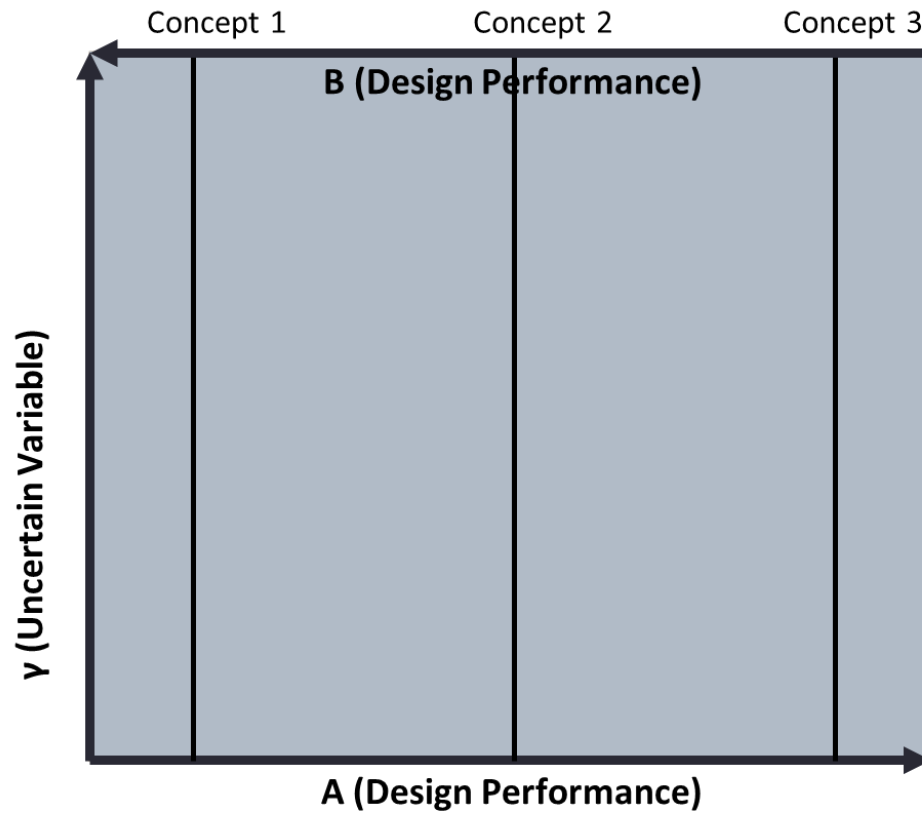 Concept 1
Concept 2
Concept 3
B (Design Performance)
γ (Uncertain Variable)
A (Design Performance)